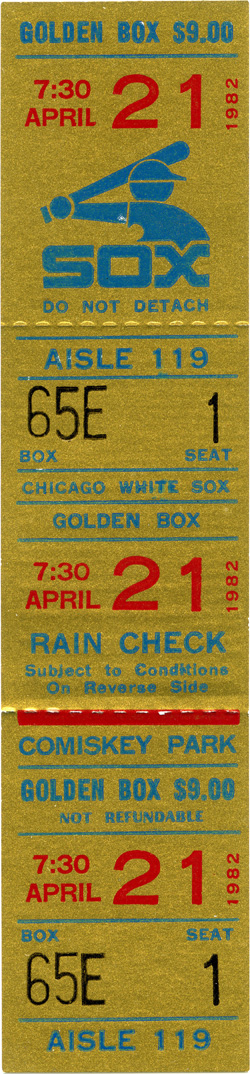 GOLDEN BOX $9.00
7:30
APRIL 21 1982
SOX
DO NOT DETACH
AISLE 119
65E 1
BOX SEAT
CHICAGO WHITE SOX
GOLDEN BOX
7:30
APRIL 21 1982
RAIN CHECK
Subject to Conditions
On Reverse Side
COMISKEY PARK
GOLDEN BOX $9.00
NOT REFUNDABLE
7:30
APRIL 21 1982
BOX SEAT
65E 1
AISLE 119